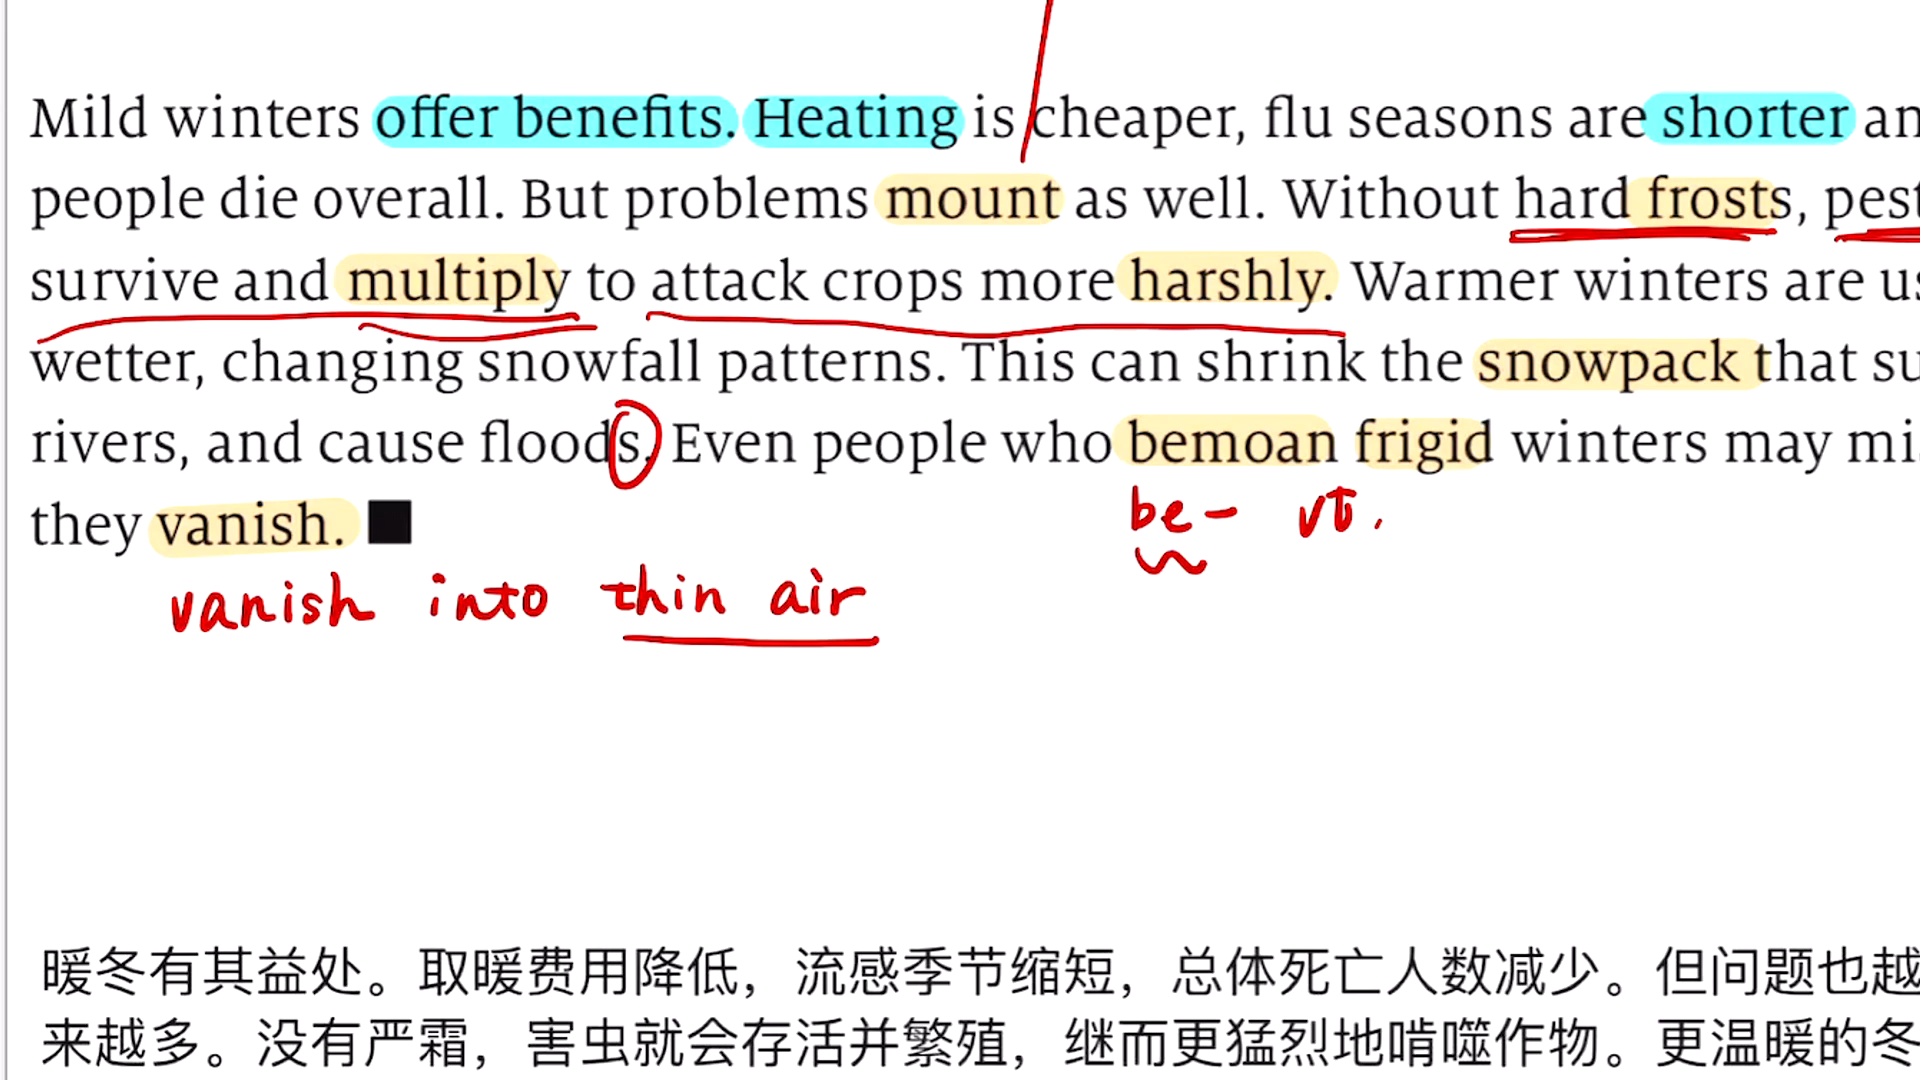 Mild winters offer benefits. Heating is cheaper, flu seasons are shorter
people die overall. But problems mount as well. Without hard frosts,
survive and multiply to attack crops more harshly. Warmer winters are
wetter, changing snowfall patterns. This can shrink the snowpack that
rivers, and cause floods. Even people who bemoan frigid winters may
they vanish. ■
be- vt.
vanish into thin air
暖冬有其益处。取暖费用降低，流感季节缩短，总体死亡人数减少。但问题也越
来越多。没有严霜，害虫就会存活并繁殖，继而更猛烈地啃噬作物。更温暖的冬